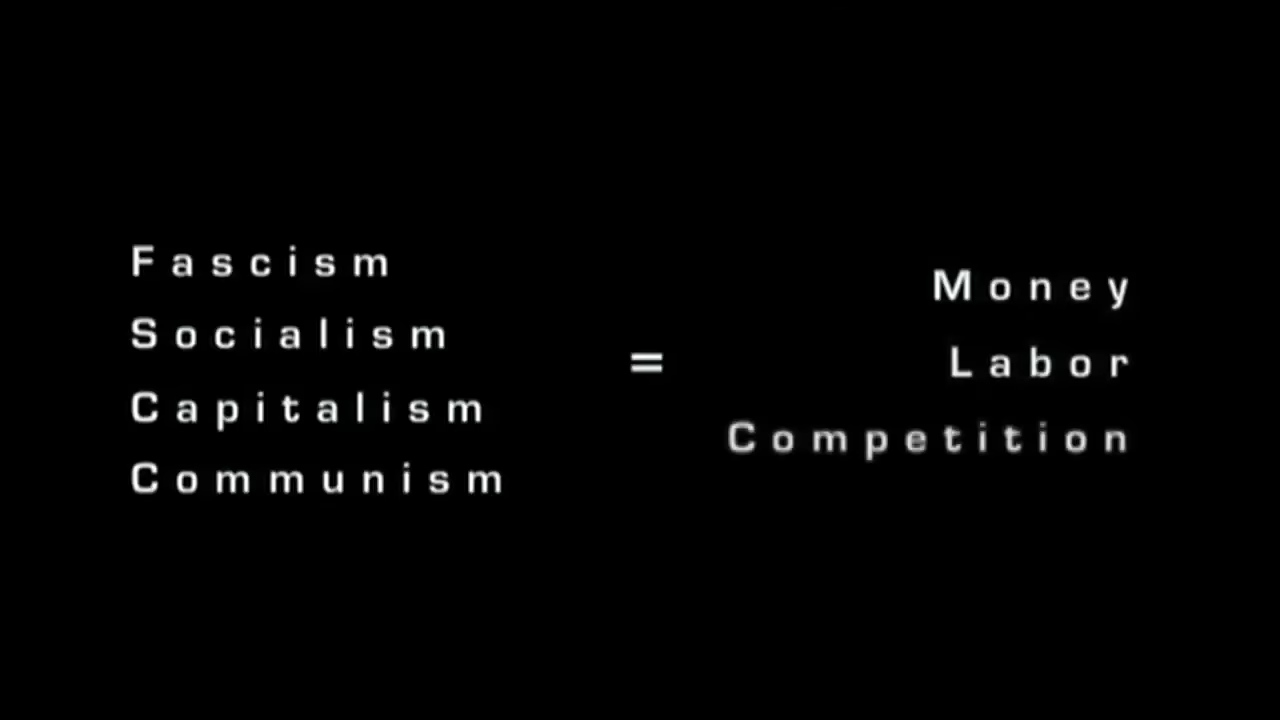 Fascism
Socialism
Capitalism
Communism
=
Money
Labor
Competition